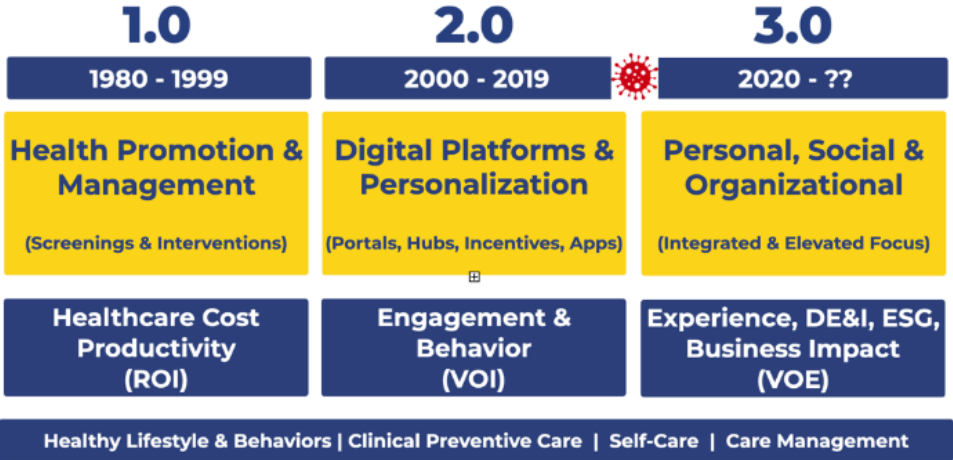 1.0
2.0
3.0
1980 - 1999
2000 - 2019
2020 - ??
Health Promotion &
Management
(Screenings & Interventions)
Digital Platforms &
Personalization
(Portals, Hubs, Incentives, Apps)
Personal, Social &
Organizational
(Integrated & Elevated Focus)
Healthcare Cost
Productivity
(ROI)
Engagement &
Behavior
(VOI)
Experience, DE&I, ESG,
Business Impact
(VOE)
Healthy Lifestyle & Behaviors | Clinical Preventive Care | Self-Care | Care Management